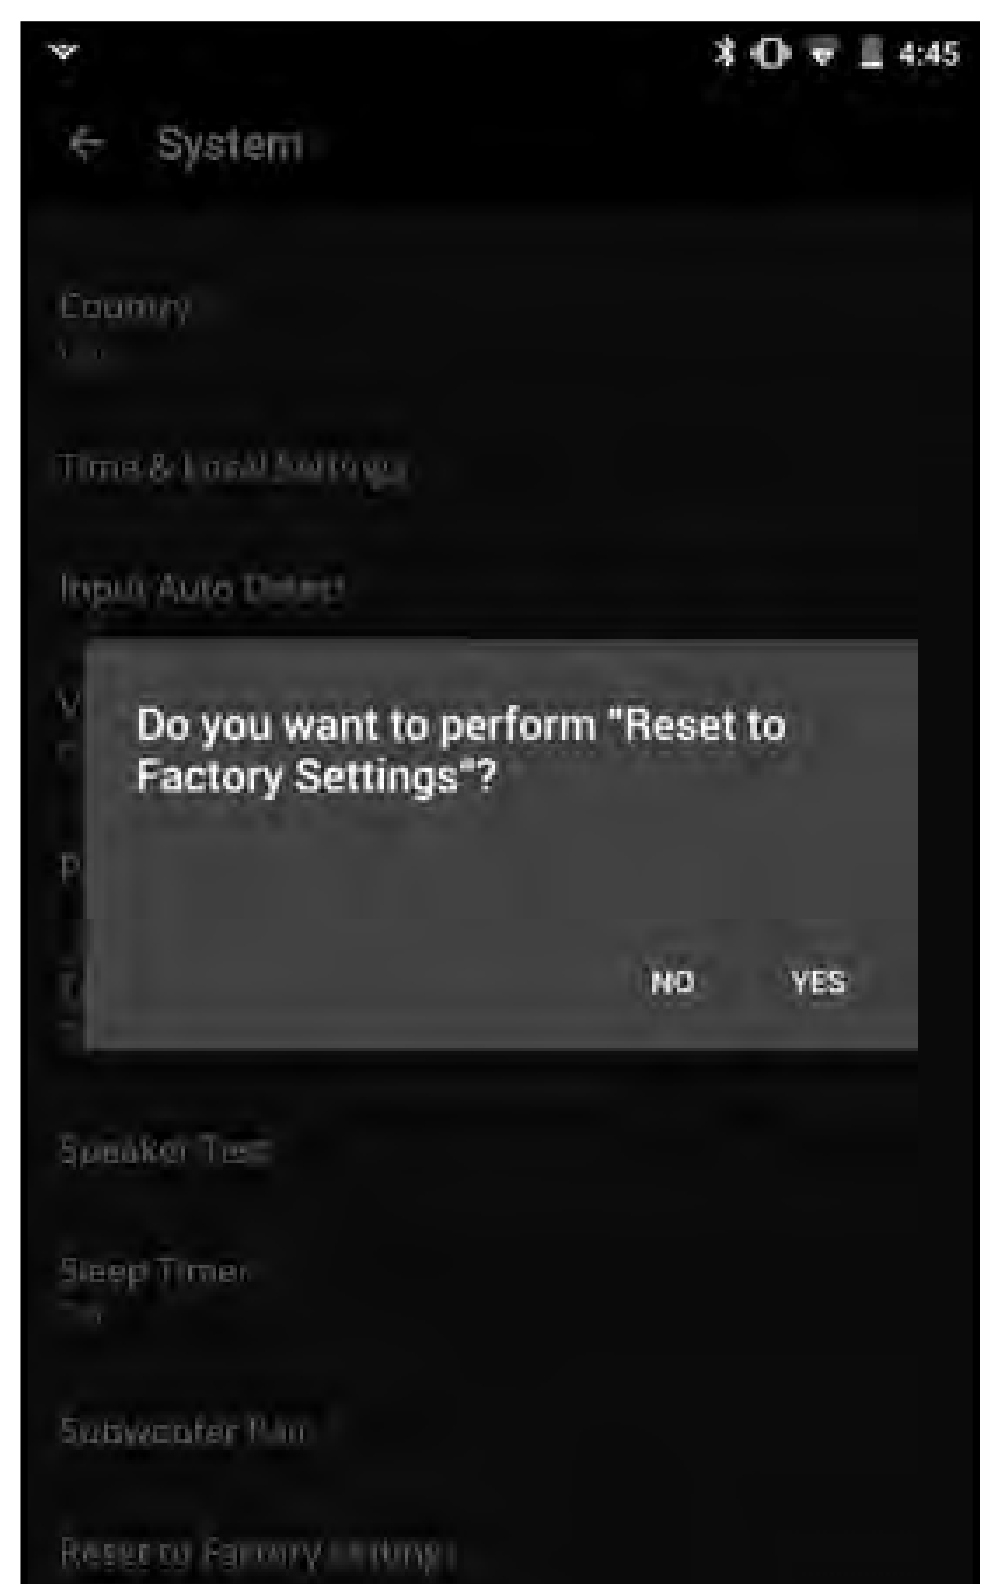 4:45
System
Country
Time & Local Settings
Input Auto Detect
V
Do you want to perform "Reset to
Factory Settings"?
P
NO YES
Speaker Test
Sleep Timer
Subwoofer
Reset to Factory Settings